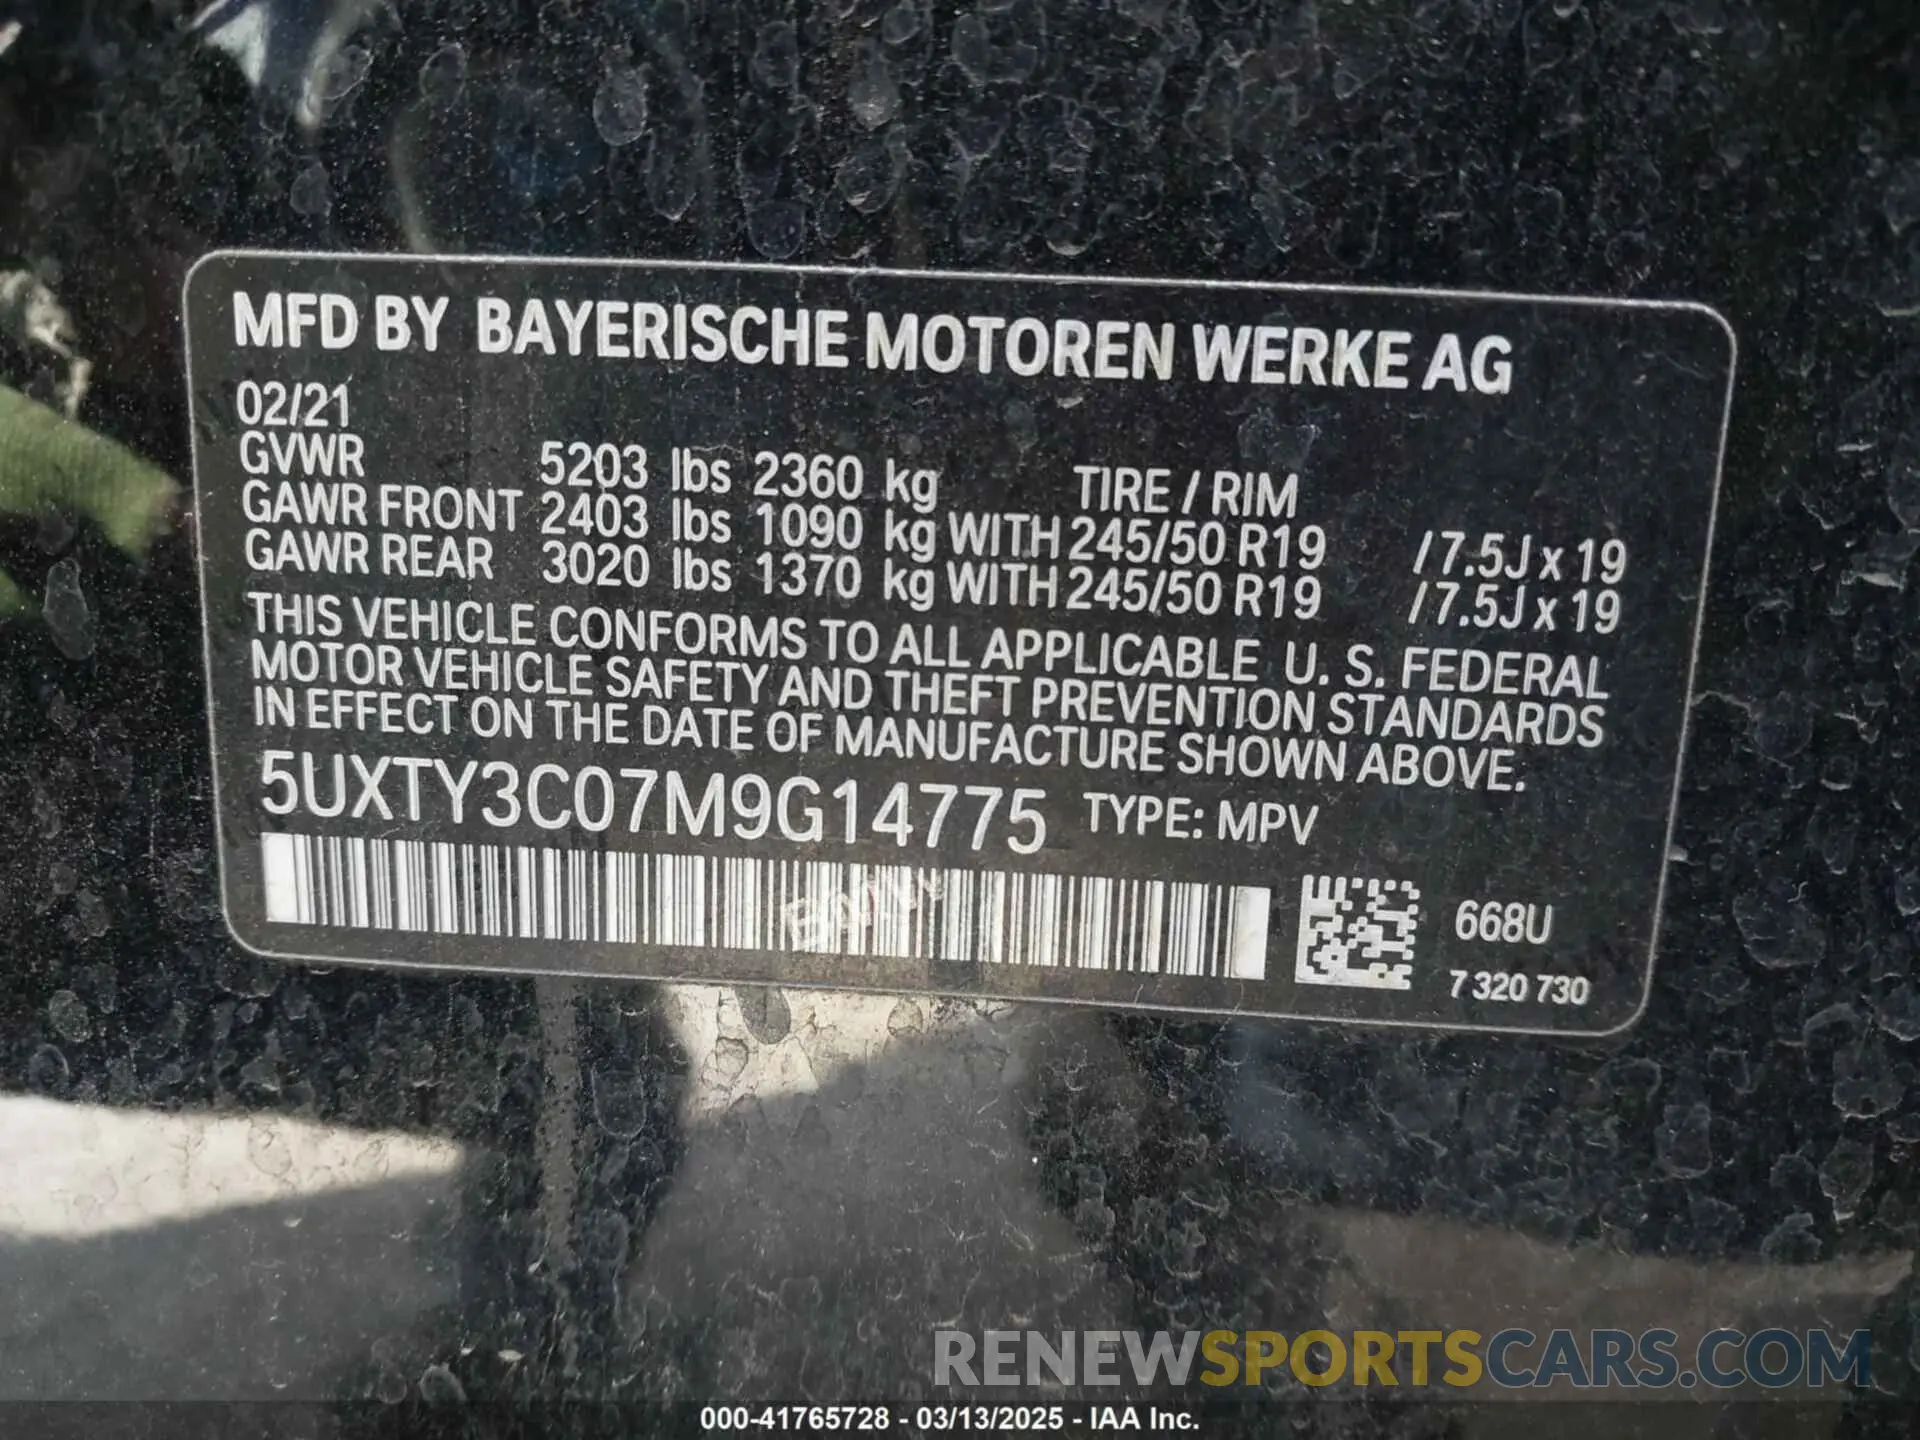 MFD BY BAYERISCHE MOTOREN WERKE AG
02/21
GVWR 5203 lbs 2360 kg TIRE / RIM
GAWR FRONT 2403 lbs 1090 kg WITH 245/50 R19 /7.5J x 19
GAWR REAR 3020 lbs 1370 kg WITH 245/50 R19 /7.5J x 19
THIS VEHICLE CONFORMS TO ALL APPLICABLE U. S. FEDERAL
MOTOR VEHICLE SAFETY AND THEFT PREVENTION STANDARDS
IN EFFECT ON THE DATE OF MANUFACTURE SHOWN ABOVE.
5UXTY3C07M9G14775 TYPE: MPV
BMW
668U
7 320 730
RENEWSPORTSCARS.COM
000-41765728 - 03/13/2025 - IAA Inc.